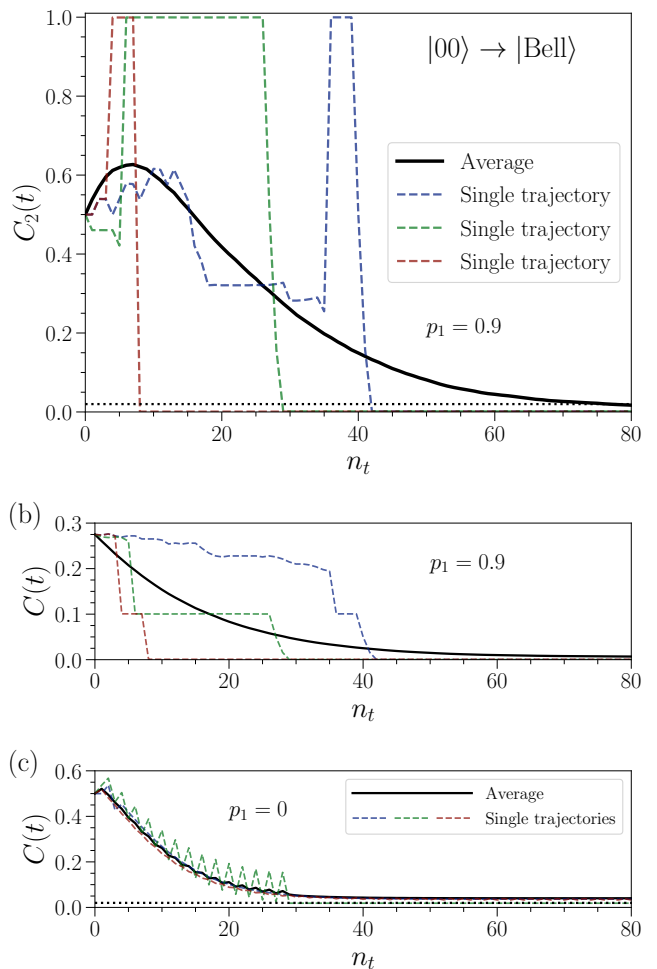 1.0
|00⟩ → |Bell⟩
0.8
Average
Single trajectory
Single trajectory
Single trajectory
0.6
C₂(t)
0.4
p₁ = 0.9
0.2
0.0
0 20 40 60 80
nₜ
(b)
0.3
p₁ = 0.9
0.2
C(t)
0.1
0.0
0 20 40 60 80
nₜ
(c)
0.6
p₁ = 0
Average
Single trajectories
0.4
C(t)
0.2
0.0
0 20 40 60 80
nₜ